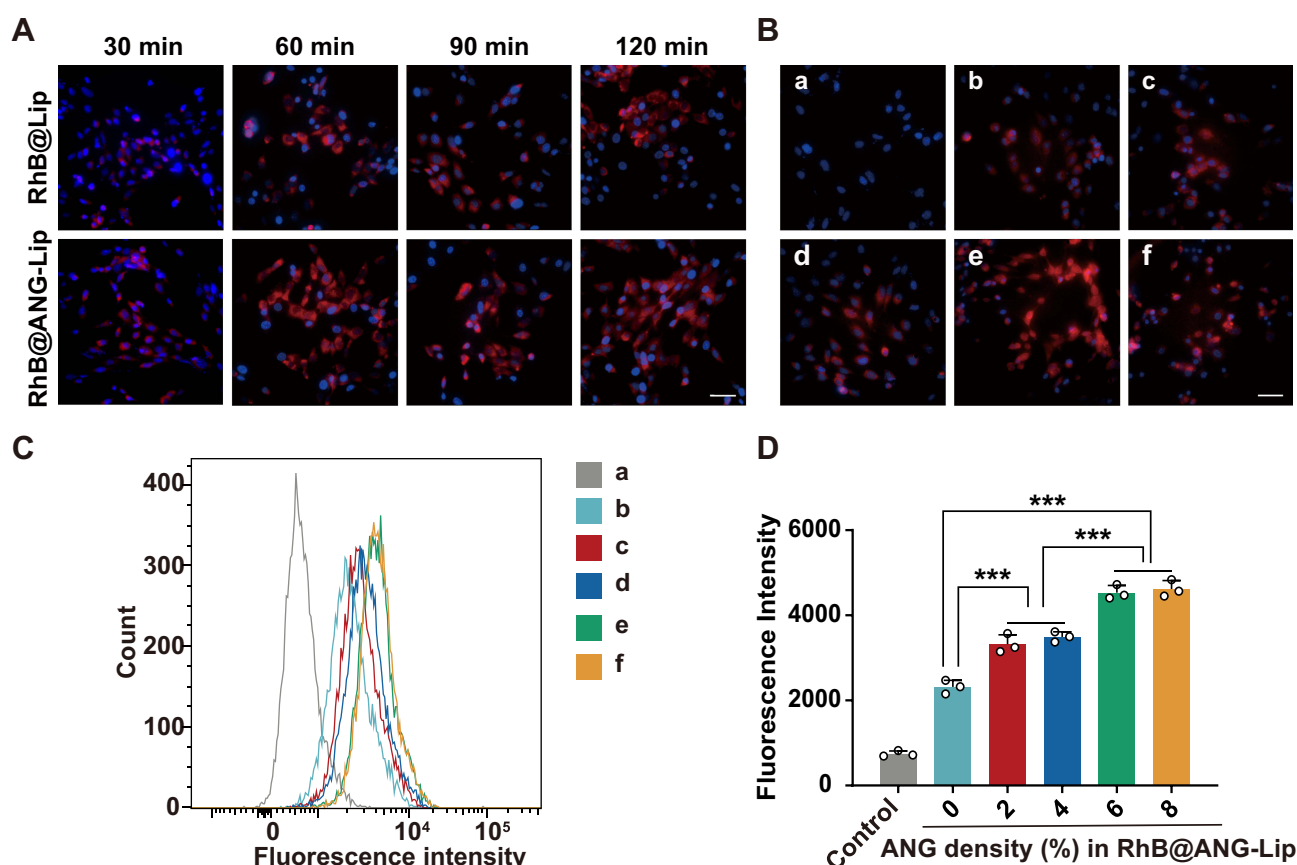 A
30 min 60 min 90 min 120 min
RhB@Lip
RhB@ANG-Lip
B
a b c
d e f
C
Count
400
300
200
100
0
0 10⁴ 10⁵
Fluorescence intensity
a
b
c
d
e
f
D
Fluorescence Intensity
6000
4000
2000
0
***
***
***
Control 0 2 4 6 8
ANG density (%) in RhB@ANG-Lip